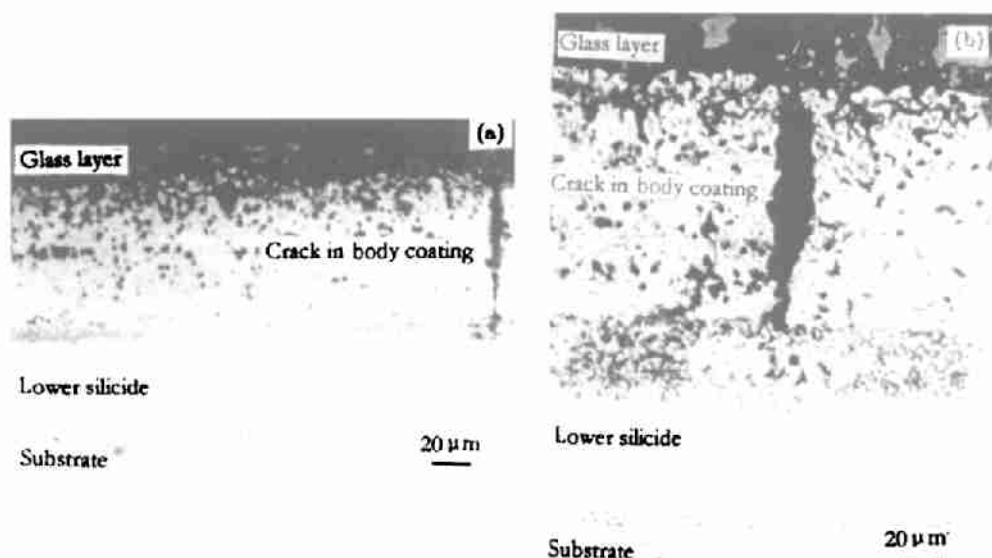 (a)
Glass layer
Crack in body coating
Lower silicide
Substrate
20 μm
Glass layer
(b)
Crack in body coating
Lower silicide
Substrate
20 μm